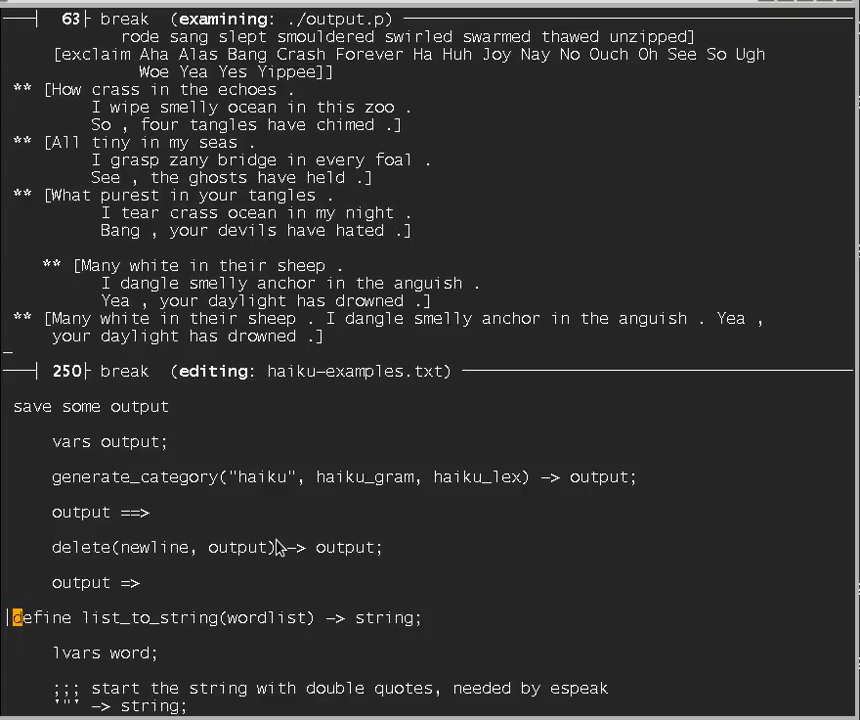 63 break (examining: ./output.p)
rode sang slept smouldered swirled swarmed thawed unzipped]
[exclaim Aha Alas Bang Crash Forever Ha Huh Joy Nay No Ouch Oh See So Ugh
Woe Yea Yes Yippee]]
** [How crass in the echoes .
I wipe smelly ocean in this zoo .
So , four tangles have chimed .]
** [All tiny in my seas .
I grasp zany bridge in every foal .
See , the ghosts have held .]
** [What purest in your tangles .
I tear crass ocean in my night .
Bang , your devils have hated .]
** [Many white in their sheep .
I dangle smelly anchor in the anguish .
Yea , your daylight has drowned .]
** [Many white in their sheep . I dangle smelly anchor in the anguish . Yea ,
your daylight has drowned .]
250 break (editing: haiku-examples.txt)
save some output
vars output;
generate_category("haiku", haiku_gram, haiku_lex) -> output;
output ==>
delete(newline, output) -> output;
output =>
define list_to_string(wordlist) -> string;
lvars word;
;;; start the string with double quotes, needed by espeak
'"' -> string;